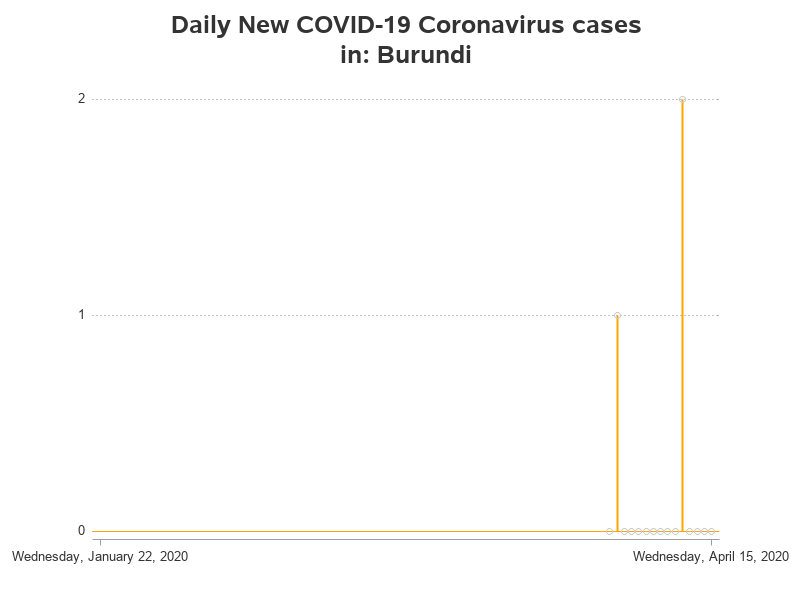 Daily New COVID-19 Coronavirus cases
in: Burundi
2
1
0
Wednesday, January 22, 2020
Wednesday, April 15, 2020